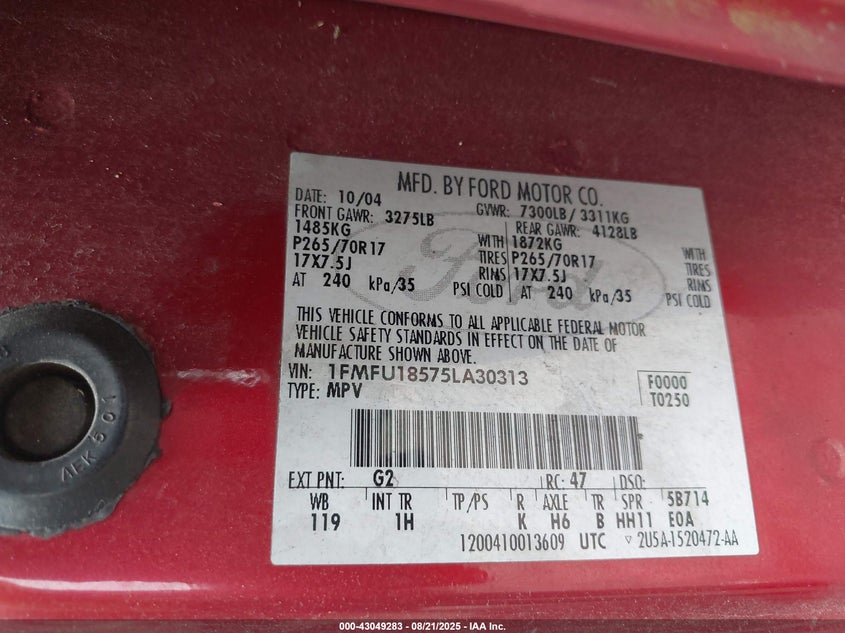 MFD. BY FORD MOTOR CO.
DATE: 10/04 GVWR: 7300LB/ 3311KG
FRONT GAWR: 3275LB REAR GAWR: 4128LB
1485KG WITH 1872KG WITH
P265/70R17 TIRES P265/70R17 TIRES
17X7.5J RIMS 17X7.5J RIMS
AT 240 kPa/35 PSI COLD AT 240 kPa/35 PSI COLD
Ford
THIS VEHICLE CONFORMS TO ALL APPLICABLE FEDERAL MOTOR
VEHICLE SAFETY STANDARDS IN EFFECT ON THE DATE OF
MANUFACTURE SHOWN ABOVE.
VIN: 1FMFU18575LA30313
TYPE: MPV
F0000
T0250
EXT PNT: G2 RC: 47 DSO:
WB INT TR TP/PS R AXLE TR SPR 5B714
119 1H K H6 B HH11 E0A
1200410013609 UTC ▽ 2U5A-1520472-AA
AEK 501
000-43049283 - 08/21/2025 - IAA Inc.